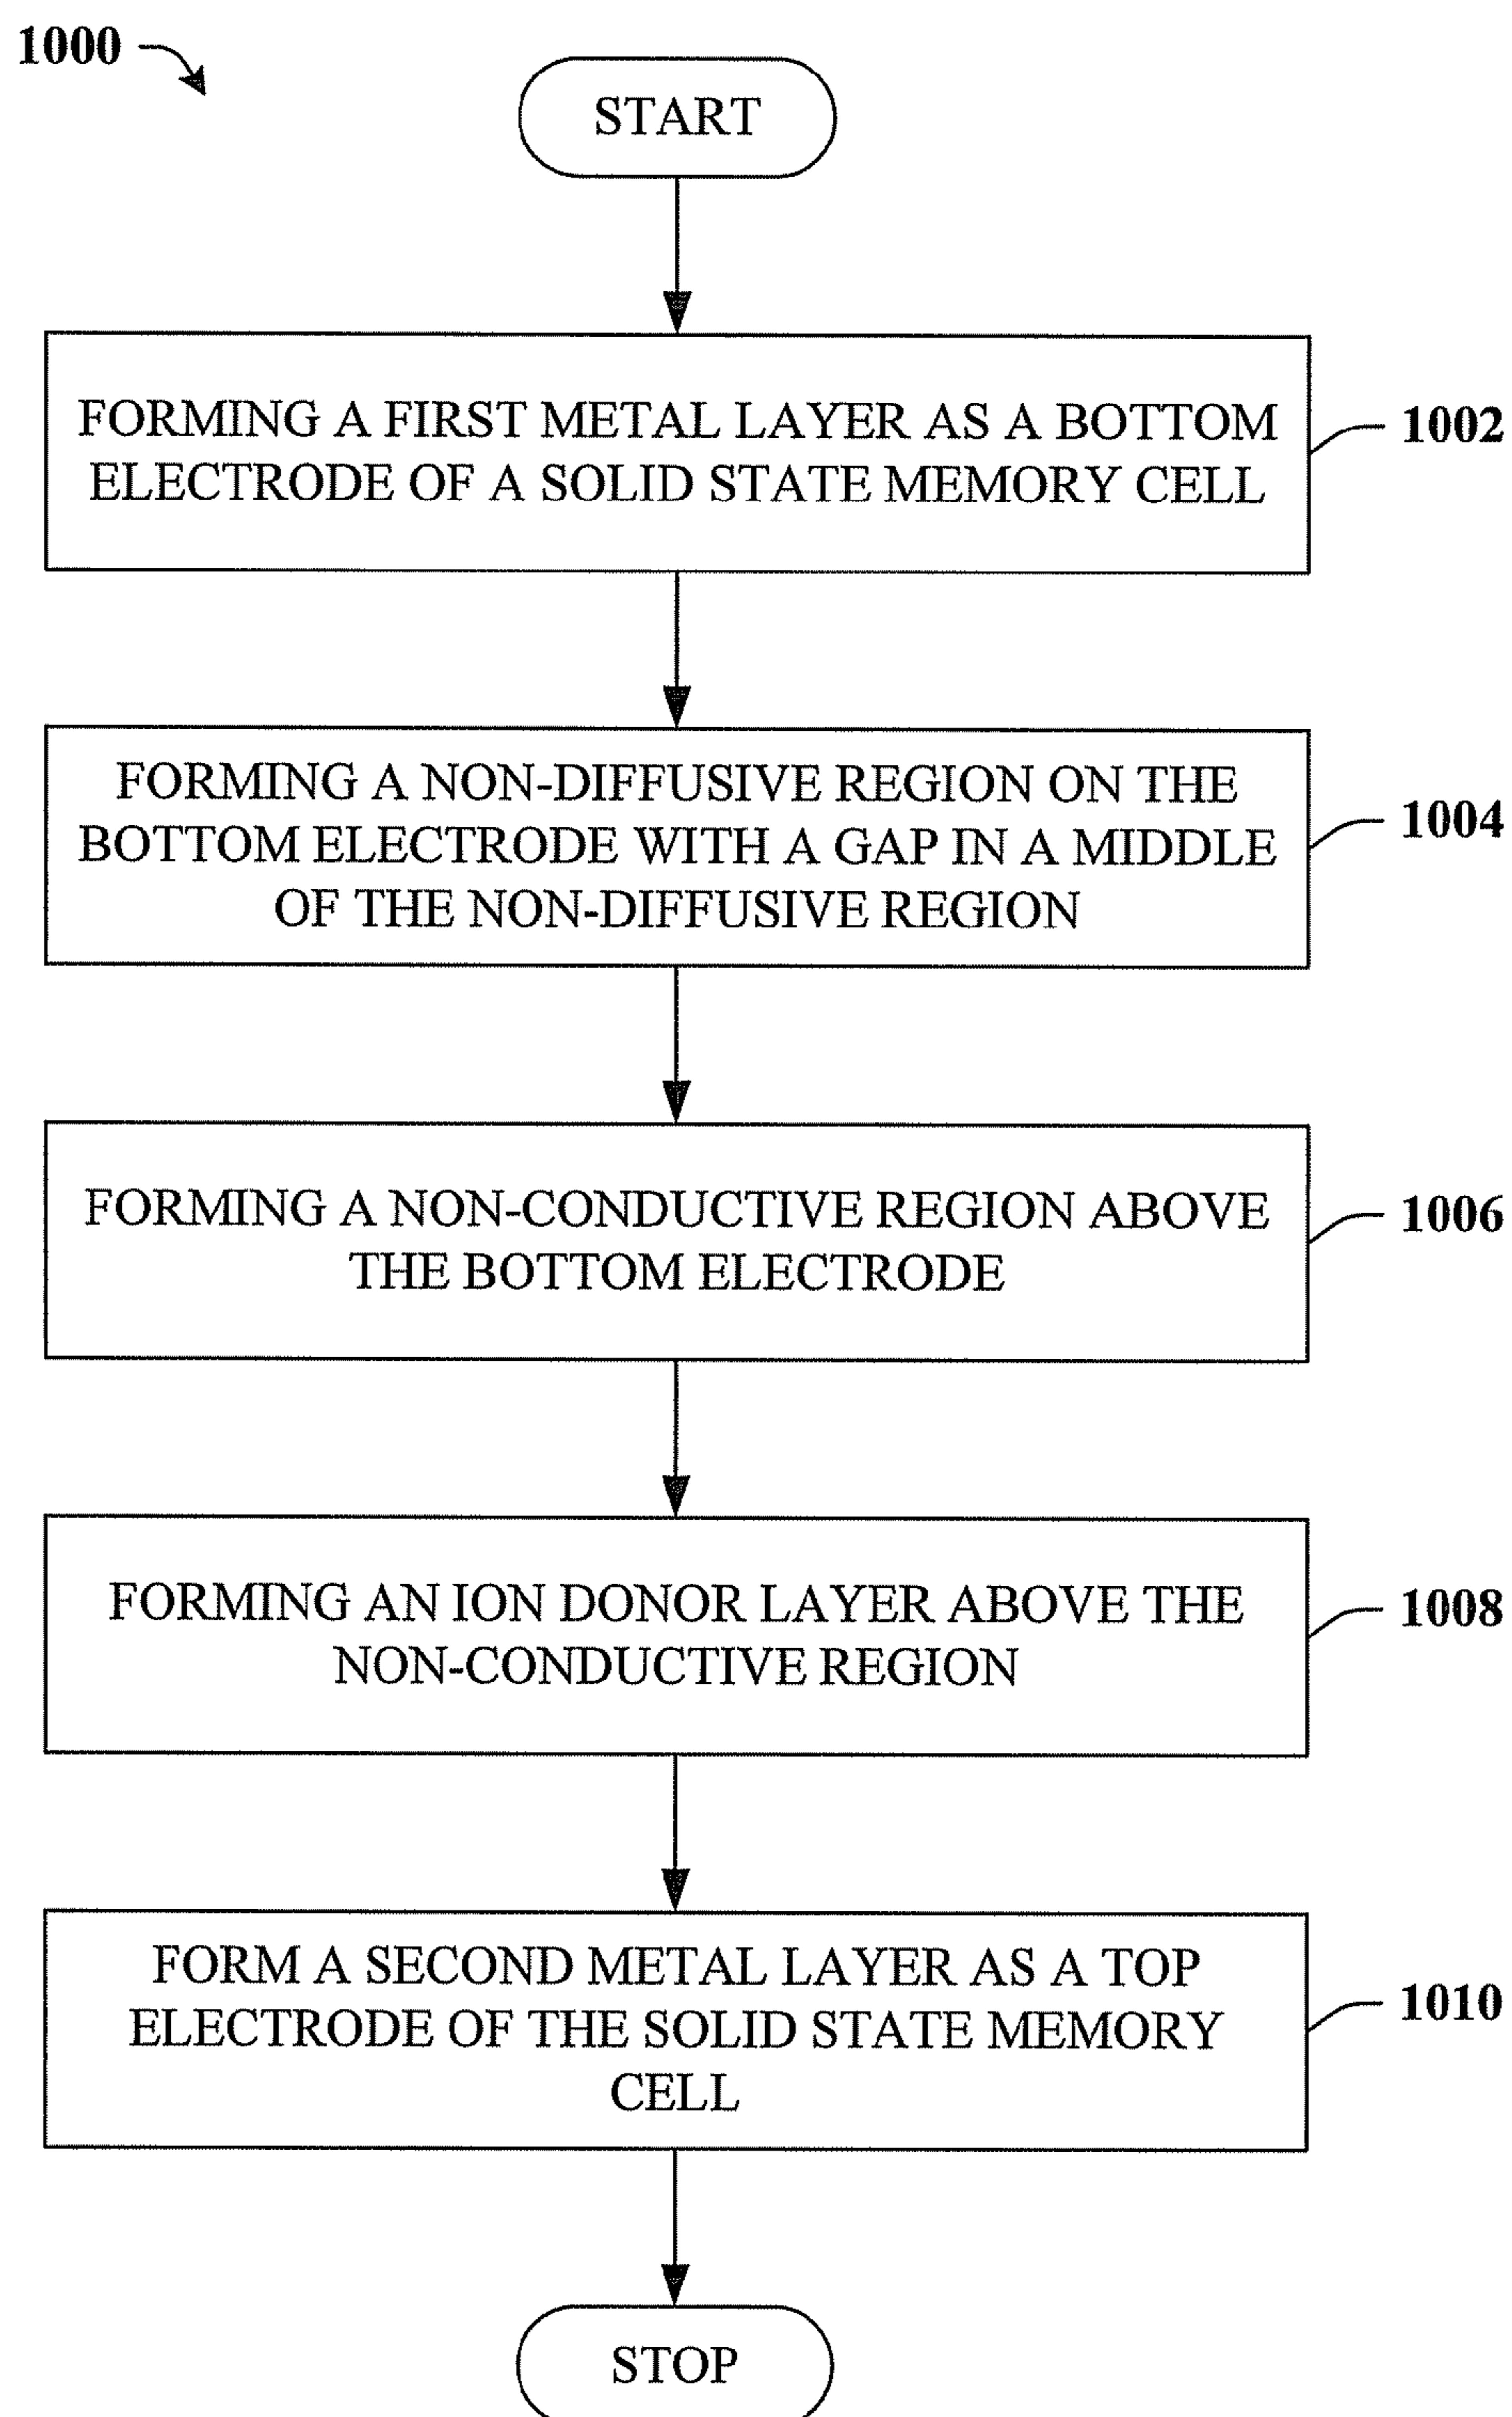 1000
START
FORMING A FIRST METAL LAYER AS A BOTTOM
ELECTRODE OF A SOLID STATE MEMORY CELL
1002
FORMING A NON-DIFFUSIVE REGION ON THE
BOTTOM ELECTRODE WITH A GAP IN A MIDDLE
OF THE NON-DIFFUSIVE REGION
1004
FORMING A NON-CONDUCTIVE REGION ABOVE
THE BOTTOM ELECTRODE
1006
FORMING AN ION DONOR LAYER ABOVE THE
NON-CONDUCTIVE REGION
1008
FORM A SECOND METAL LAYER AS A TOP
ELECTRODE OF THE SOLID STATE MEMORY
CELL
1010
STOP